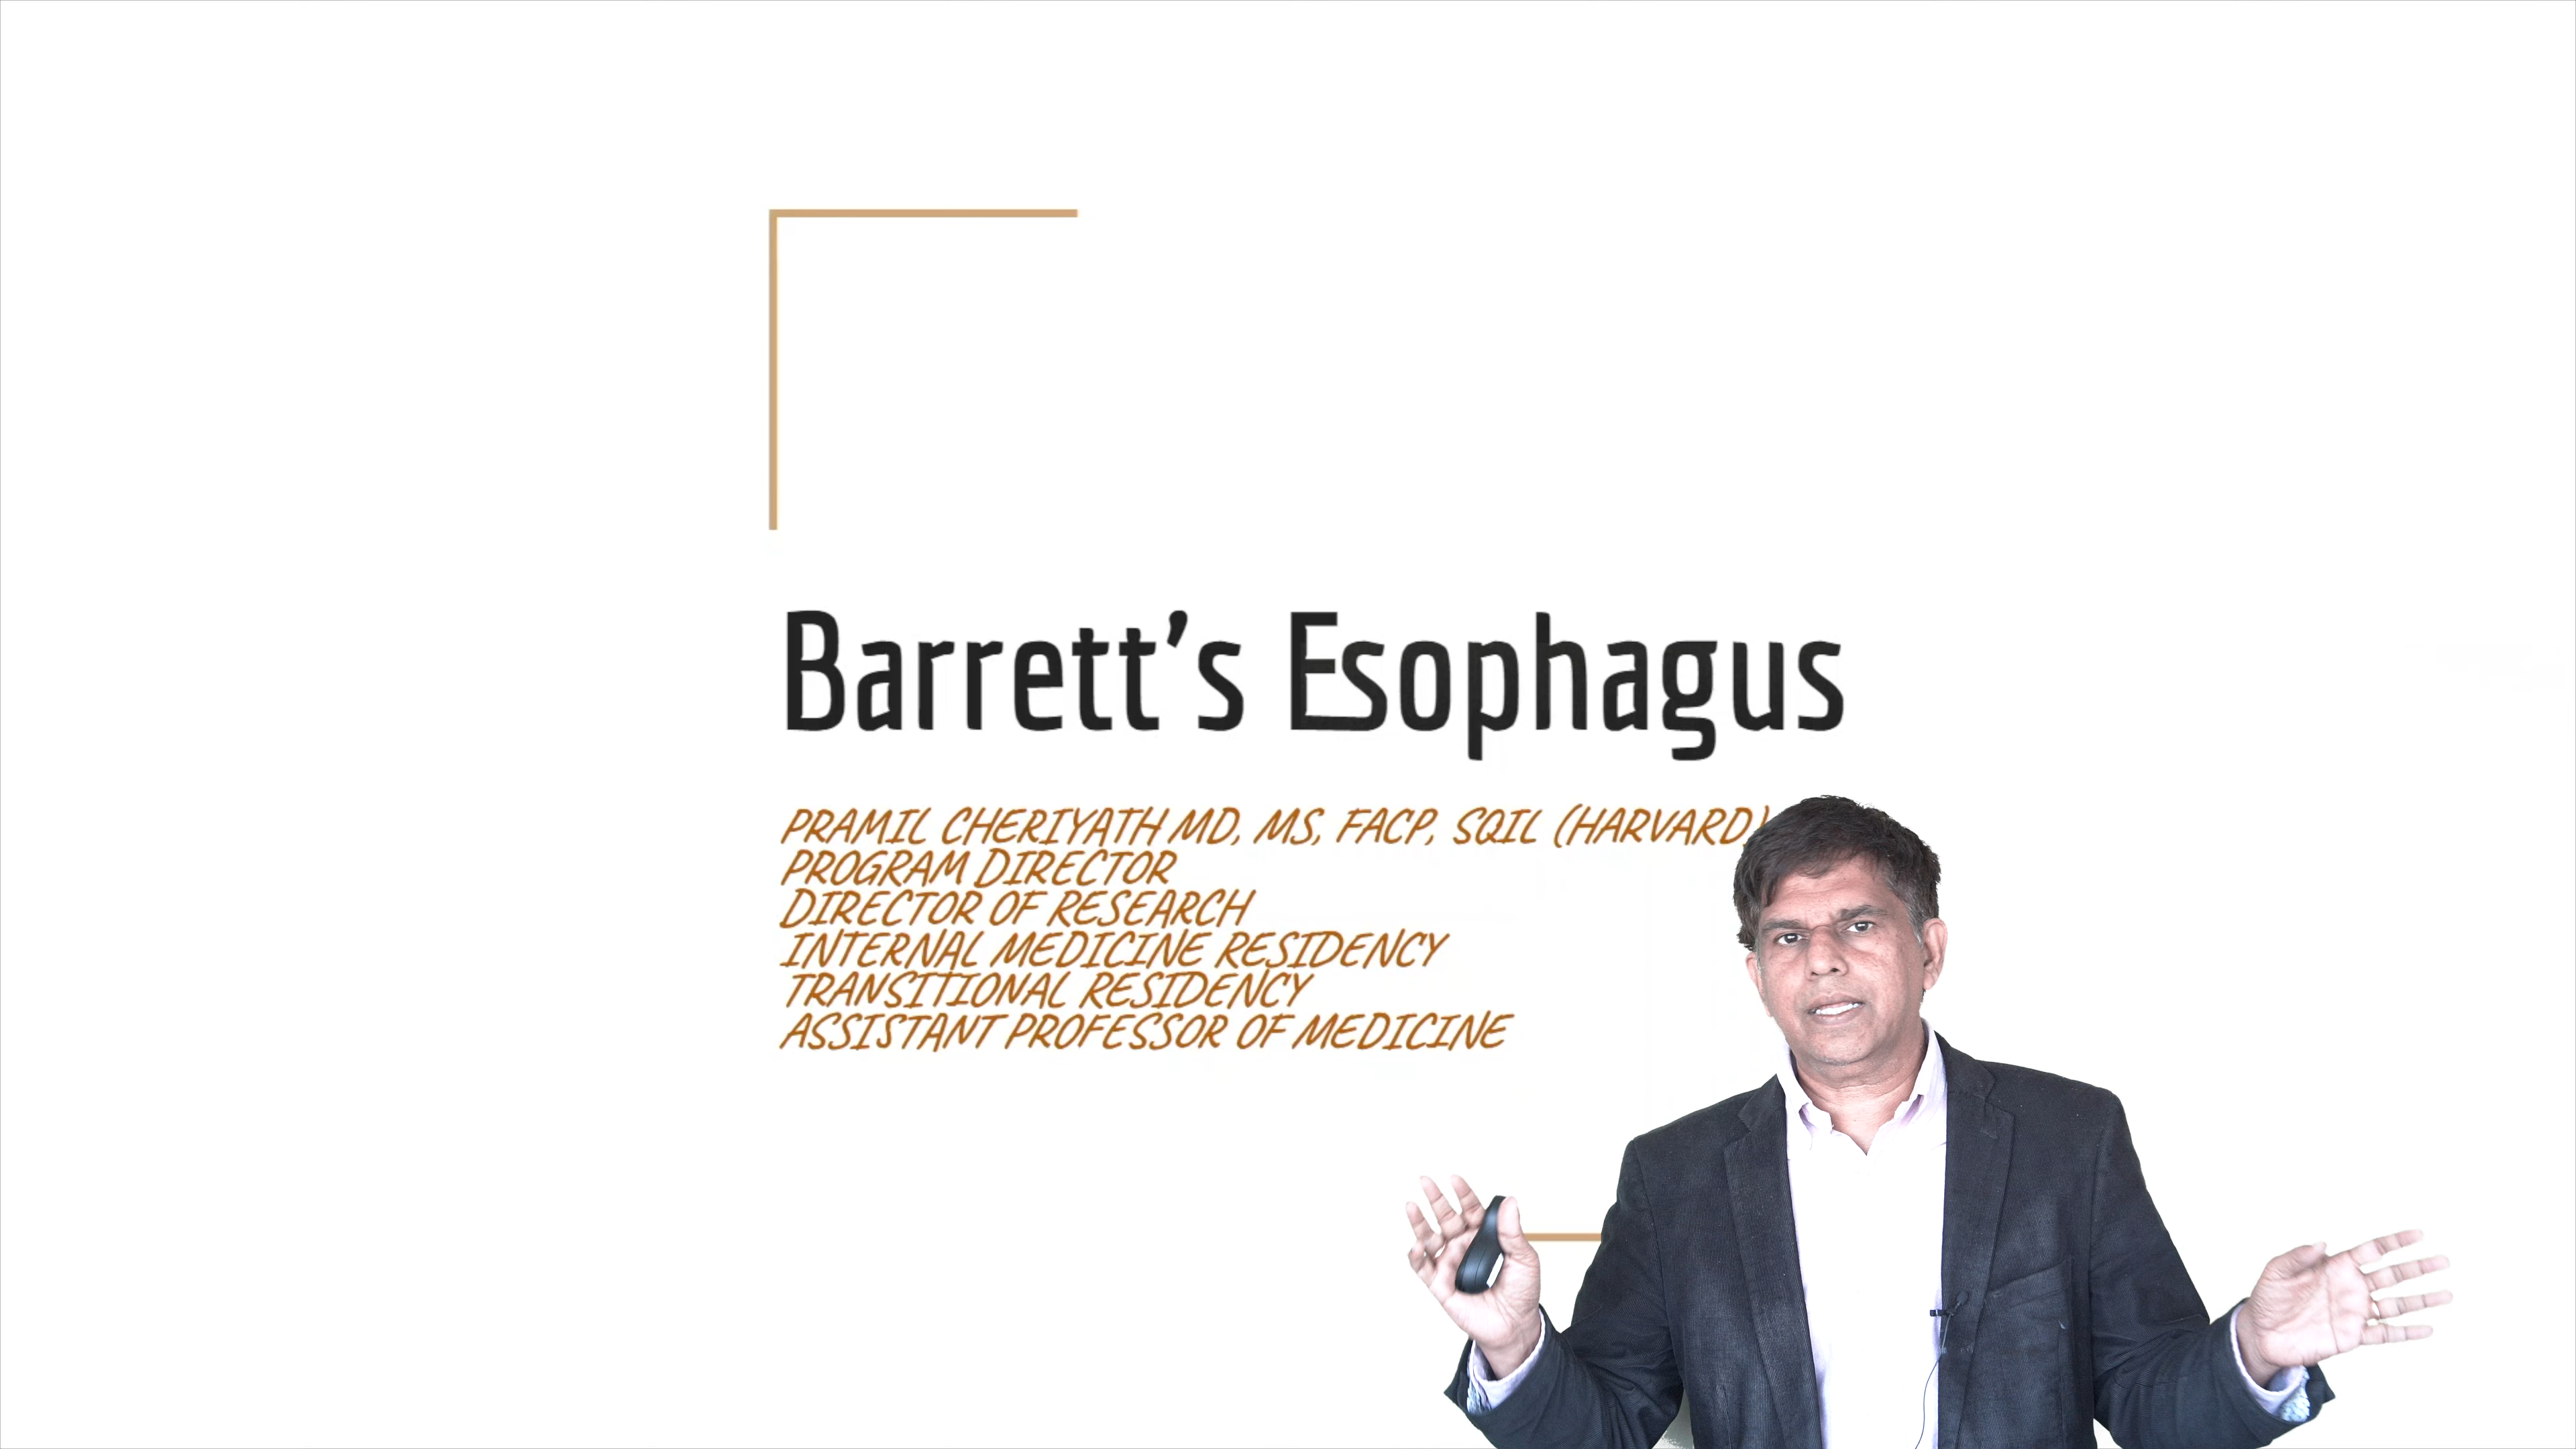 Barrett’s Esophagus
PRAMIL CHERIYATH MD, MS, FACP, SQIL (HARVARD)
PROGRAM DIRECTOR
DIRECTOR OF RESEARCH
INTERNAL MEDICINE RESIDENCY
TRANSITIONAL RESIDENCY
ASSISTANT PROFESSOR OF MEDICINE